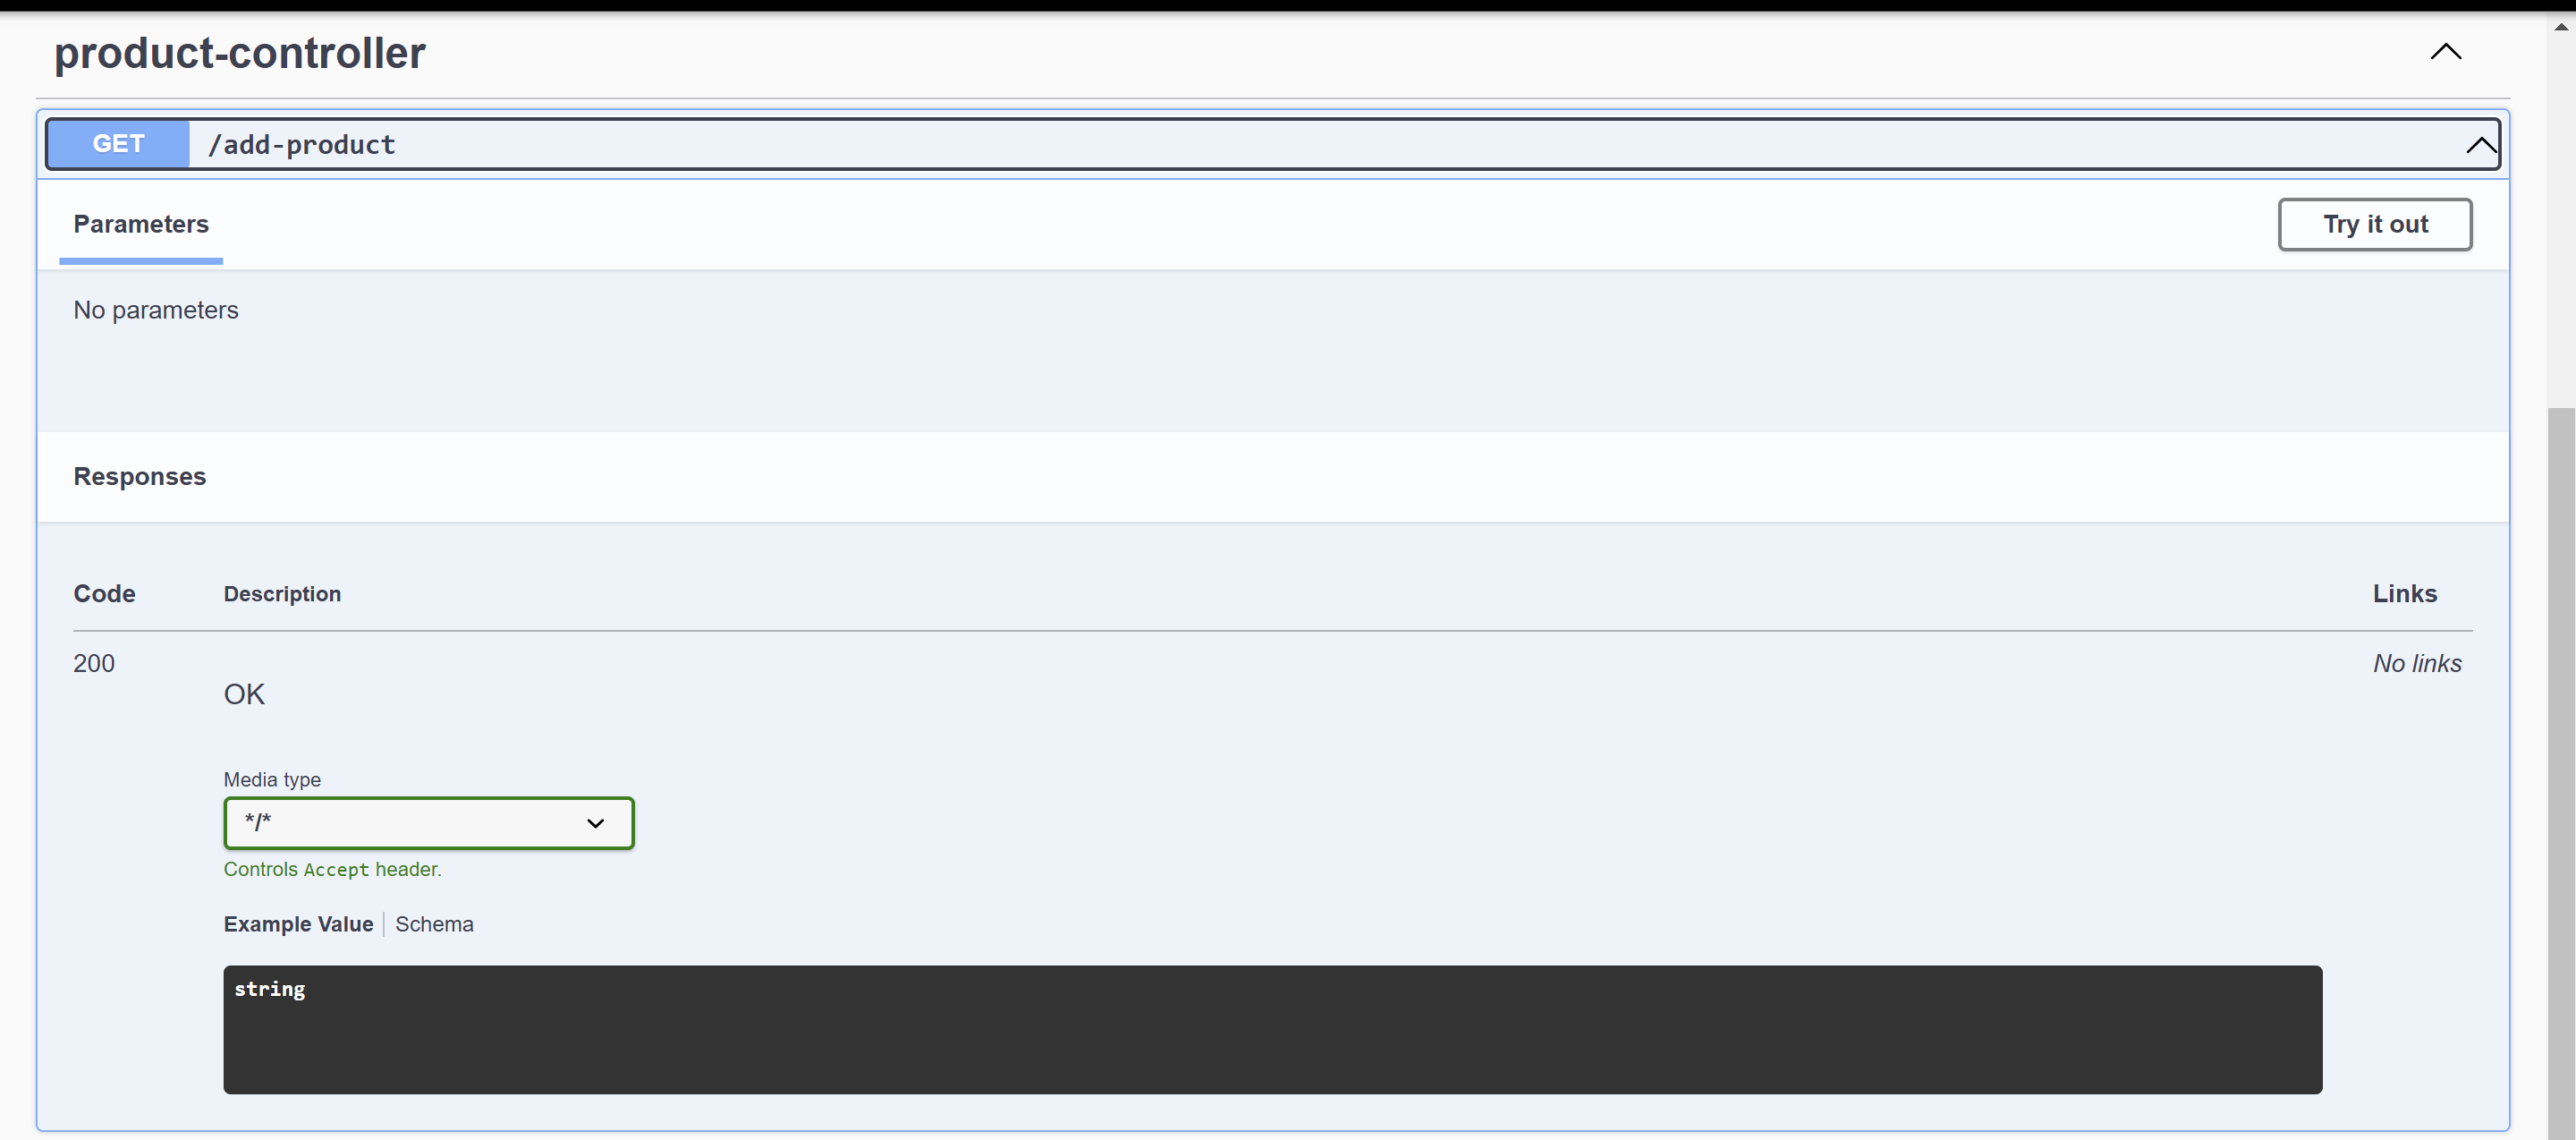 product-controller
GET /add-product
Parameters Try it out
No parameters
Responses
Code Description Links
200 No links
OK
Media type
*/*
Controls Accept header.
Example Value Schema
string